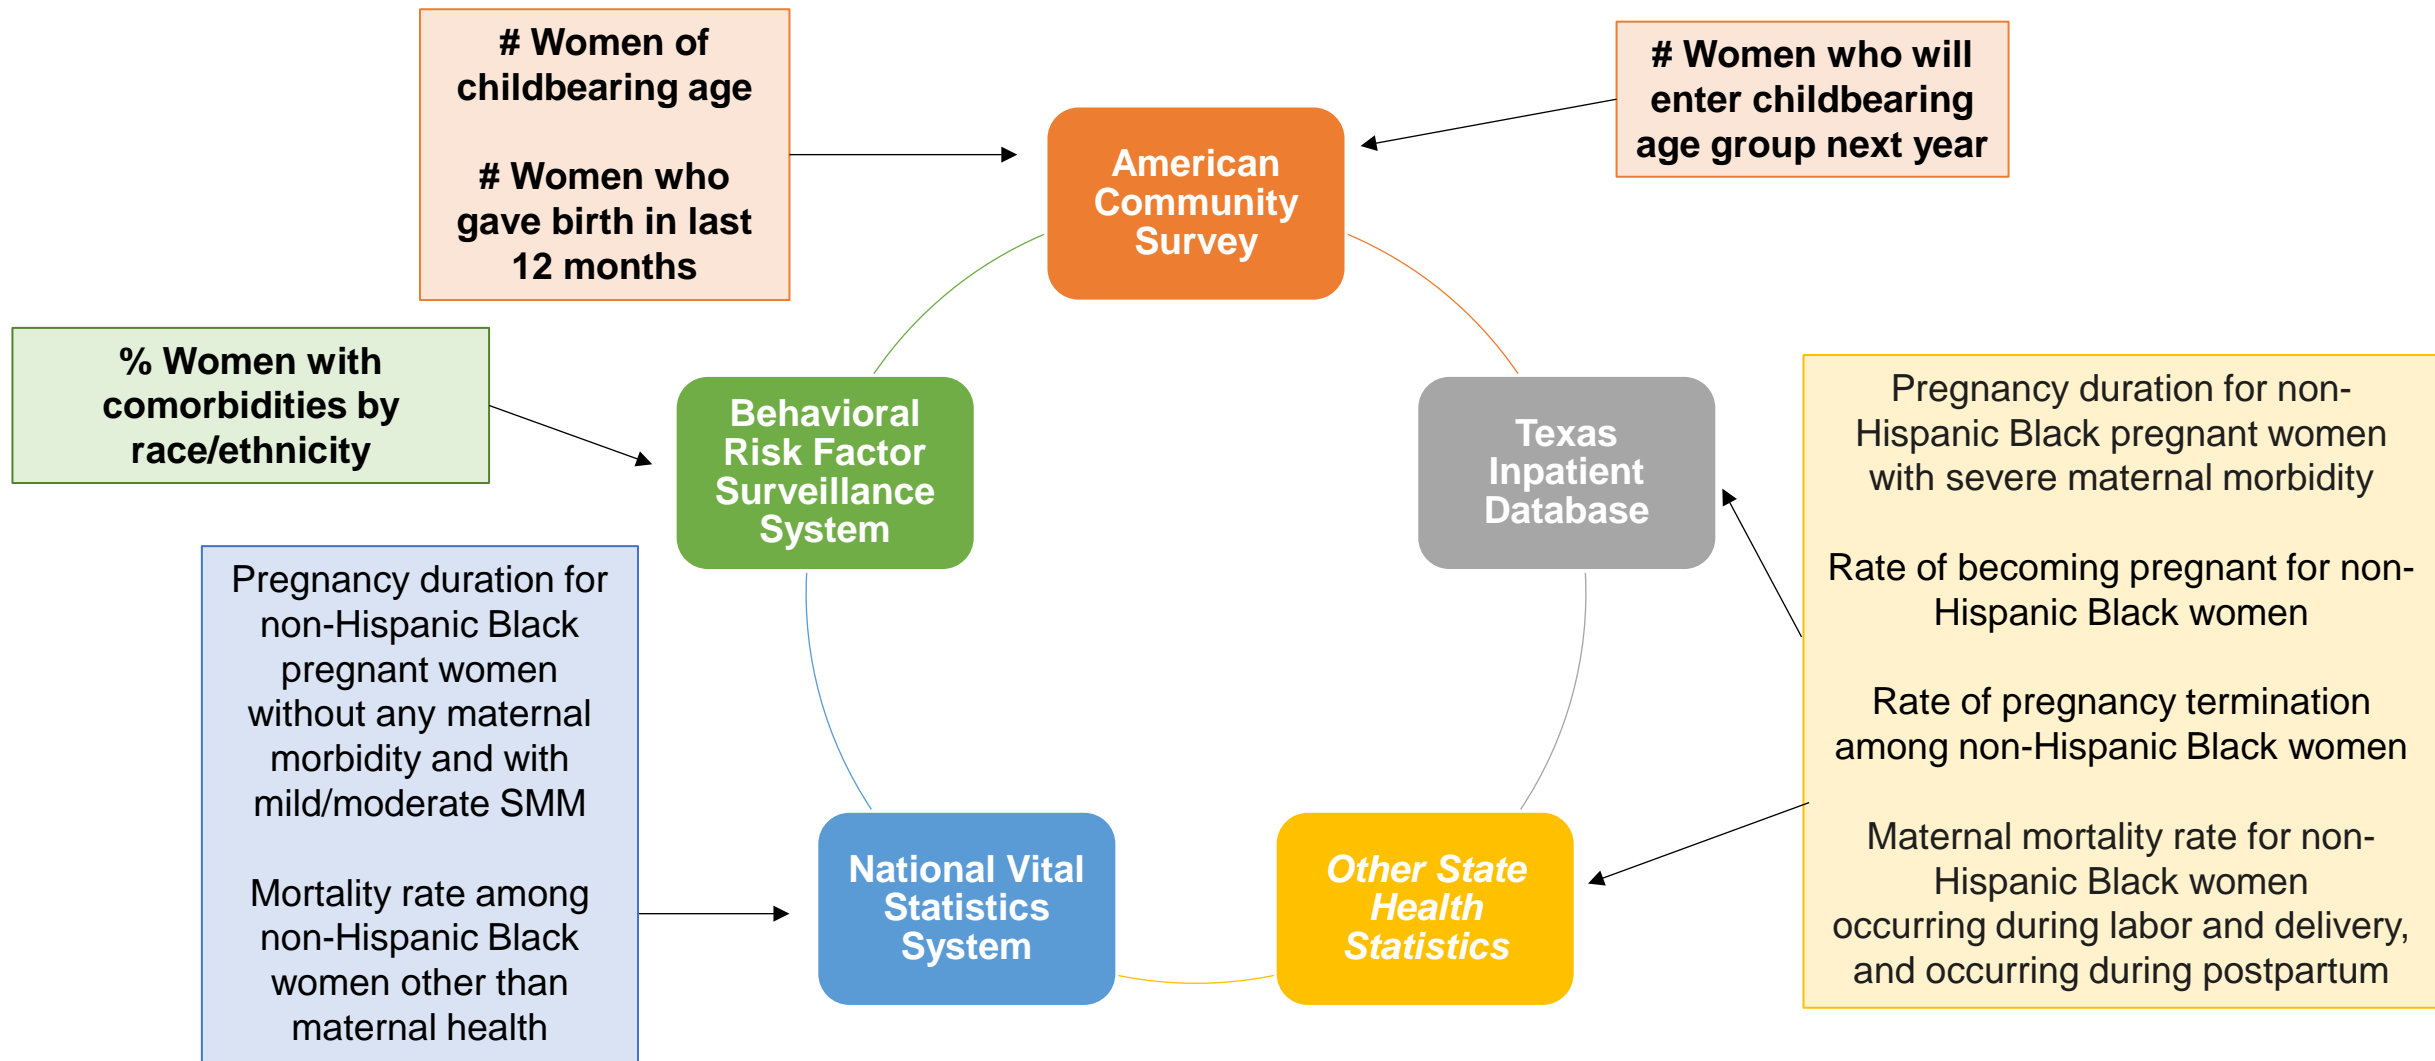 # Women of
childbearing age
# Women who
gave birth in last
12 months
# Women who will
enter childbearing
age group next year
American
Community
Survey
% Women with
comorbidities by
race/ethnicity
Behavioral
Risk Factor
Surveillance
System
Texas
Inpatient
Database
Pregnancy duration for non-
Hispanic Black pregnant women
with severe maternal morbidity
Rate of becoming pregnant for non-
Hispanic Black women
Rate of pregnancy termination
among non-Hispanic Black women
Maternal mortality rate for non-
Hispanic Black women
occurring during labor and delivery,
and occurring during postpartum
Pregnancy duration for
non-Hispanic Black
pregnant women
without any maternal
morbidity and with
mild/moderate SMM
Mortality rate among
non-Hispanic Black
women other than
maternal health
National Vital
Statistics
System
Other State
Health
Statistics